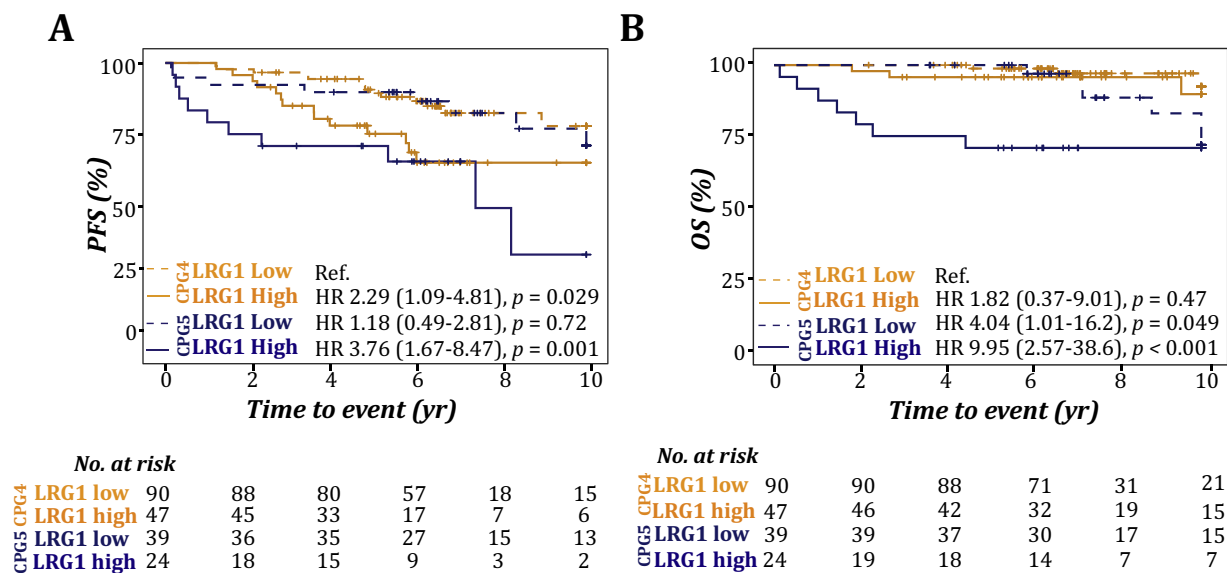 A
100
75
50
25
0
PFS (%)
CPG4
LRG1 Low Ref.
LRG1 High HR 2.29 (1.09-4.81), p = 0.029
CPG5
LRG1 Low HR 1.18 (0.49-2.81), p = 0.72
LRG1 High HR 3.76 (1.67-8.47), p = 0.001
0 2 4 6 8 10
Time to event (yr)
No. at risk
CPG4
LRG1 low 90 88 80 57 18 15
LRG1 high 47 45 33 17 7 6
CPG5
LRG1 low 39 36 35 27 15 13
LRG1 high 24 18 15 9 3 2
B
100
75
50
25
0
OS (%)
CPG4
LRG1 Low Ref.
LRG1 High HR 1.82 (0.37-9.01), p = 0.47
CPG5
LRG1 Low HR 4.04 (1.01-16.2), p = 0.049
LRG1 High HR 9.95 (2.57-38.6), p < 0.001
0 2 4 6 8 10
Time to event (yr)
No. at risk
CPG4
LRG1 low 90 90 88 71 31 21
LRG1 high 47 46 42 32 19 15
CPG5
LRG1 low 39 39 37 30 17 15
LRG1 high 24 19 18 14 7 7